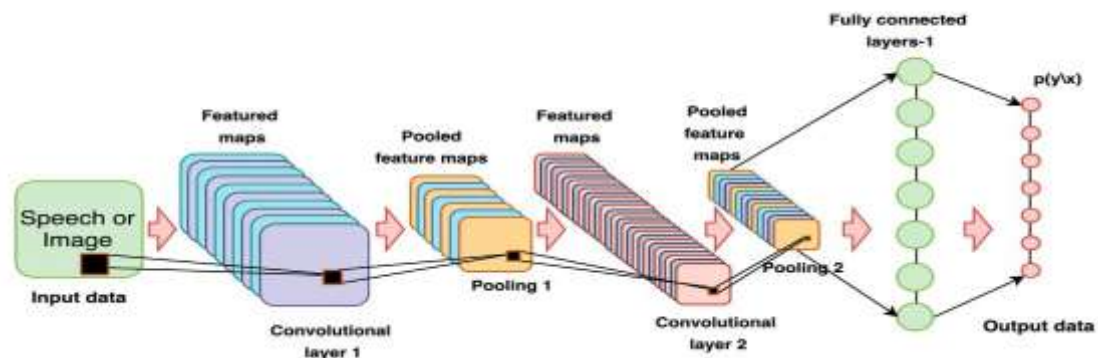 Fully connected
layers-1
p(y\x)
Featured
maps
Pooled
feature maps
Featured
maps
Pooled
feature
maps
Speech or
Image
Input data
Pooling 1
Pooling 2
Convolutional
layer 1
Convolutional
layer 2
Output data